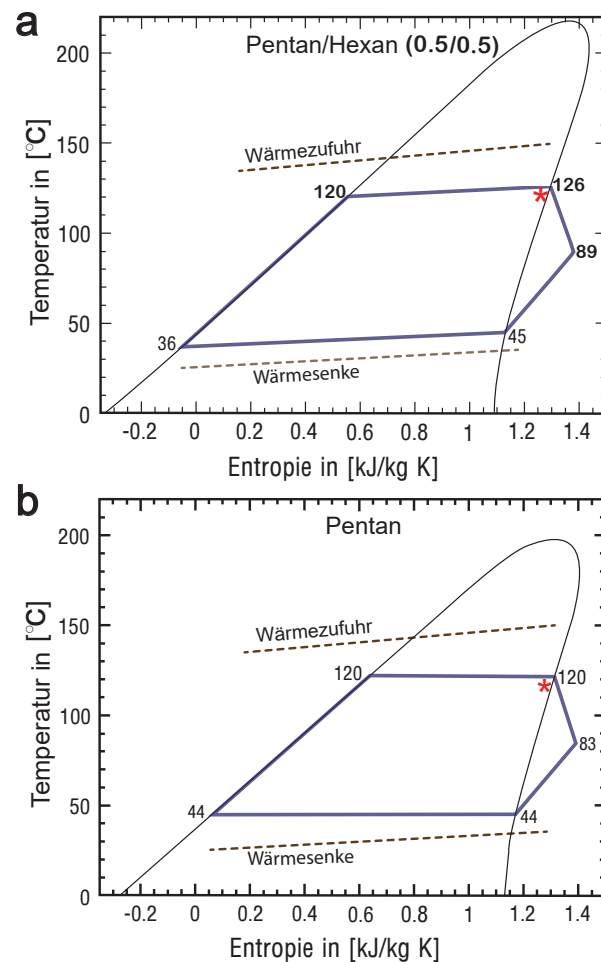 a
Pentan/Hexan (0.5/0.5)
Temperatur in [°C]
200
150
100
50
0
Wärmezufuhr
120
126
*
89
36
45
Wärmesenke
-0.2 0 0.2 0.4 0.6 0.8 1 1.2 1.4
Entropie in [kJ/kg K]
b
Pentan
Temperatur in [°C]
200
150
100
50
0
Wärmezufuhr
120
120
*
83
44
44
Wärmesenke
-0.2 0 0.2 0.4 0.6 0.8 1 1.2 1.4
Entropie in [kJ/kg K]